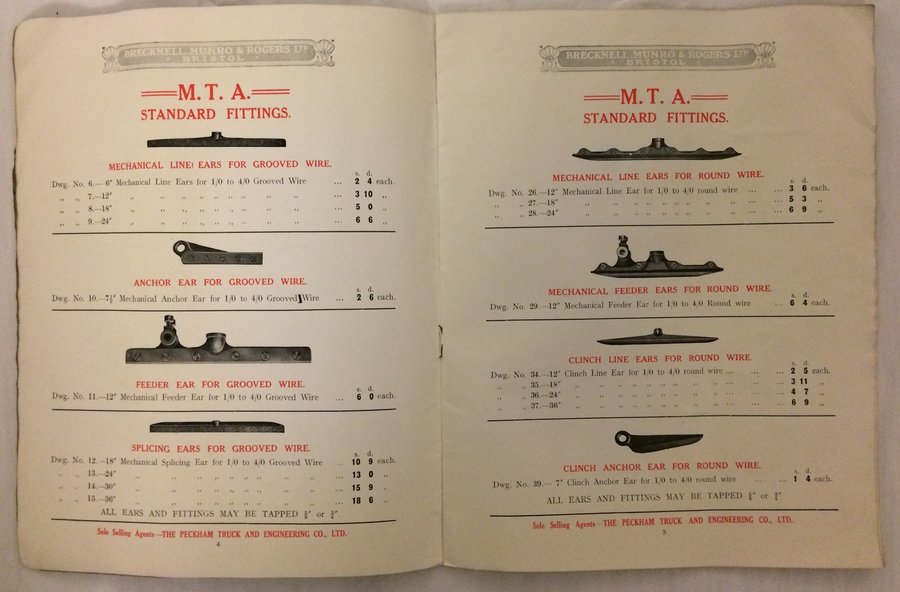 BRECKNELL, MUNRO & ROGERS LTD
BRISTOL
M. T. A.
STANDARD FITTINGS.
MECHANICAL LINE EARS FOR GROOVED WIRE.
s. d.
Dwg. No. 6.— 6" Mechanical Line Ears for 1/0 to 4/0 Grooved Wire ... 2 4 each.
,, ,, 7.—12" ,, ,, ,, ,, ,, ,, ,, ,, ... 3 10 ,,
,, ,, 8.—18" ,, ,, ,, ,, ,, ,, ,, ,, ... 5 0 ,,
,, ,, 9.—24" ,, ,, ,, ,, ,, ,, ,, ,, ... 6 6 ,,
ANCHOR EAR FOR GROOVED WIRE.
s. d.
Dwg. No. 10.—7½" Mechanical Anchor Ear for 1/0 to 4/0 Grooved Wire ... 2 6 each.
FEEDER EAR FOR GROOVED WIRE.
s. d.
Dwg. No. 11.—12" Mechanical Feeder Ear for 1/0 to 4/0 Grooved Wire ... 6 0 each.
SPLICING EARS FOR GROOVED WIRE.
s. d.
Dwg. No. 12.—18" Mechanical Splicing Ear for 1/0 to 4/0 Grooved Wire ... 10 9 each.
,, ,, 13.—24" ,, ,, ,, ,, ,, ,, ,, ,, ... 13 0 ,,
,, ,, 14.—30" ,, ,, ,, ,, ,, ,, ,, ,, ... 15 9 ,,
,, ,, 15.—36" ,, ,, ,, ,, ,, ,, ,, ,, ... 18 6 ,,
ALL EARS AND FITTINGS MAY BE TAPPED or
Sole Selling Agents—THE PECKHAM TRUCK AND ENGINEERING CO., LTD.
4
BRECKNELL, MUNRO & ROGERS LTD
BRISTOL
M. T. A.
STANDARD FITTINGS.
MECHANICAL LINE EARS FOR ROUND WIRE.
s. d.
Dwg. No. 26.—12" Mechanical Line Ear for 1/0 to 4/0 round wire ... ... 3 6 each.
,, ,, 27.—18" ,, ,, ,, ,, ,, ,, ,, ,, ... ... 5 3 ,,
,, ,, 28.—24" ,, ,, ,, ,, ,, ,, ,, ,, ... ... 6 9 ,,
MECHANICAL FEEDER EARS FOR ROUND WIRE.
s. d.
Dwg. No. 29.—12" Mechanical Feeder Ear for 1/0 to 4/0 Round wire ... 6 4 each.
CLINCH LINE EARS FOR ROUND WIRE.
s. d.
Dwg. No. 34.—12" Clinch Line Ear for 1/0 to 4/0 round wire... ... ... 2 5 each.
,, ,, 35.—18" ,, ,, ,, ,, ,, ,, ,, ,, ... ... ... 3 11 ,,
,, ,, 36.—24" ,, ,, ,, ,, ,, ,, ,, ,, ... ... ... 4 7 ,,
,, ,, 37.—36" ,, ,, ,, ,, ,, ,, ,, ,, ... ... ... 6 9 ,,
CLINCH ANCHOR EAR FOR ROUND WIRE.
s. d.
Dwg. No. 39.— 7" Clinch Anchor Ear for 1/0 to 4/0 round wire ... ... 1 4 each.
ALL EARS AND FITTINGS MAY BE TAPPED or
Sole Selling Agents—THE PECKHAM TRUCK AND ENGINEERING CO., LTD.
5